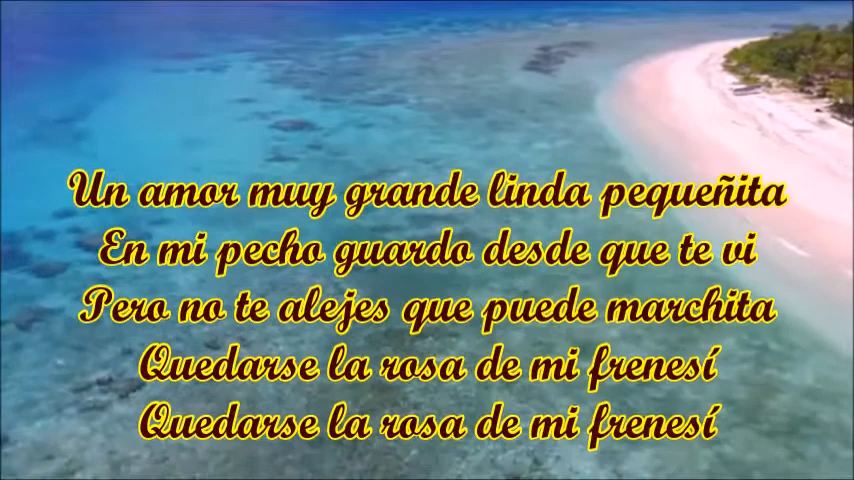 Un amor muy grande linda pequeñita
En mi pecho guardo desde que te vi
Pero no te alejes que puede marchita
Quedarse la rosa de mi frenesí
Quedarse la rosa de mi frenesí